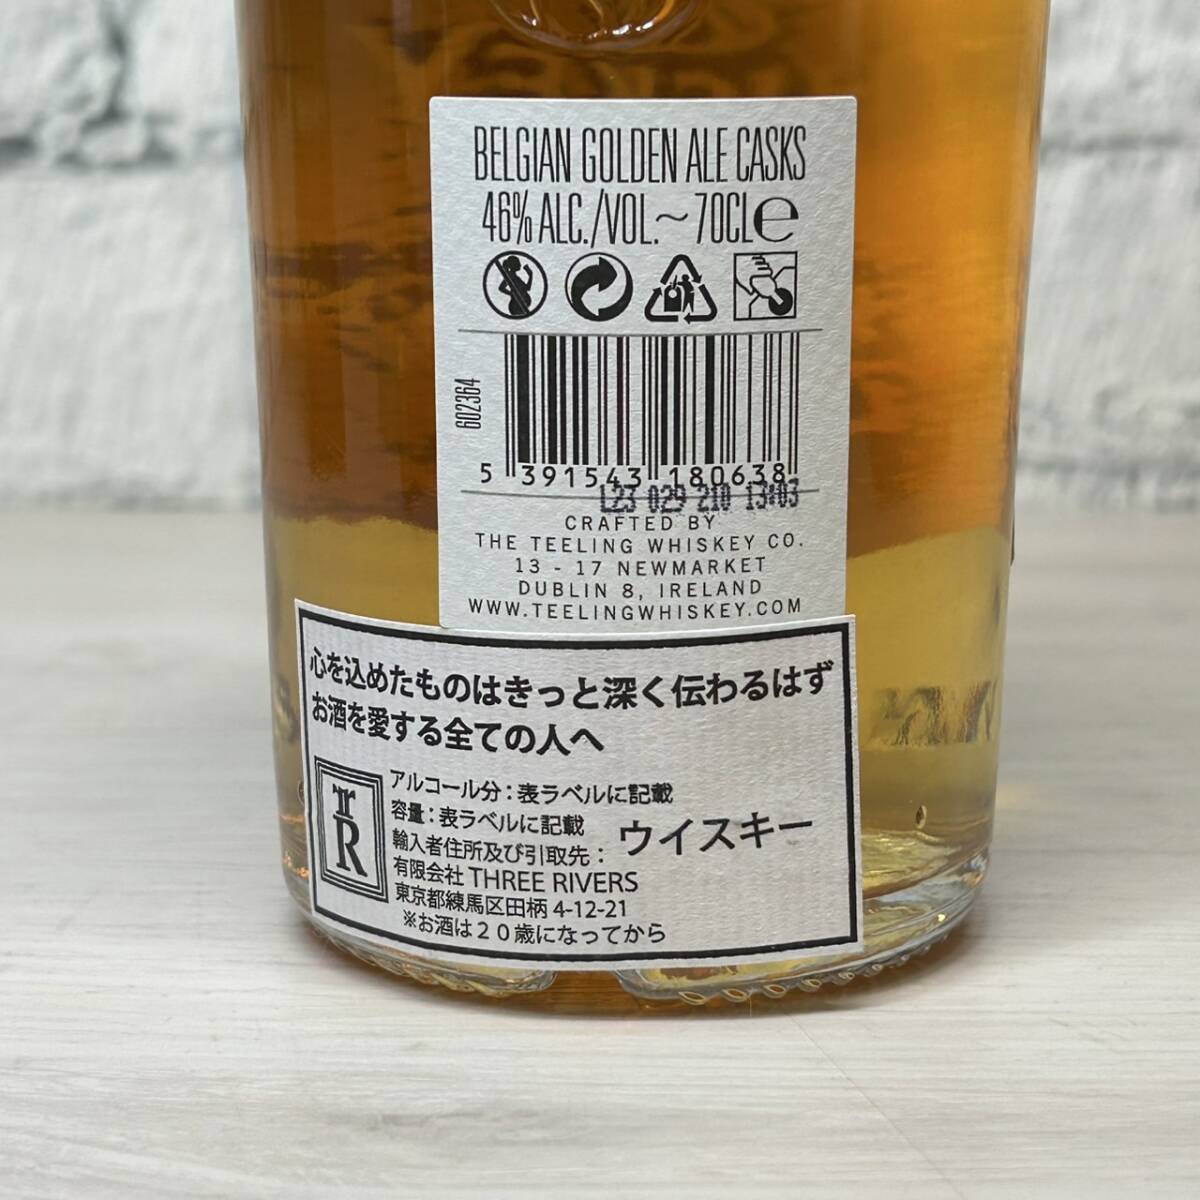 BELGIAN GOLDEN ALE CASKS
46% ALC./VOL. ~ 70CL e
602364
5 391543 180638
L23 029 210 13:03
CRAFTED BY
THE TEELING WHISKEY CO.
13 - 17 NEWMARKET
DUBLIN 8, IRELAND
WWW.TEELINGWHISKEY.COM
心を込めたものはきっと深く伝わるはず
お酒を愛する全ての人へ
TR
アルコール分：表ラベルに記載
容量：表ラベルに記載
ウイスキー
輸入者住所及び引取先：
有限会社 THREE RIVERS
東京都練馬区田柄 4-12-21
※お酒は２０歳になってから